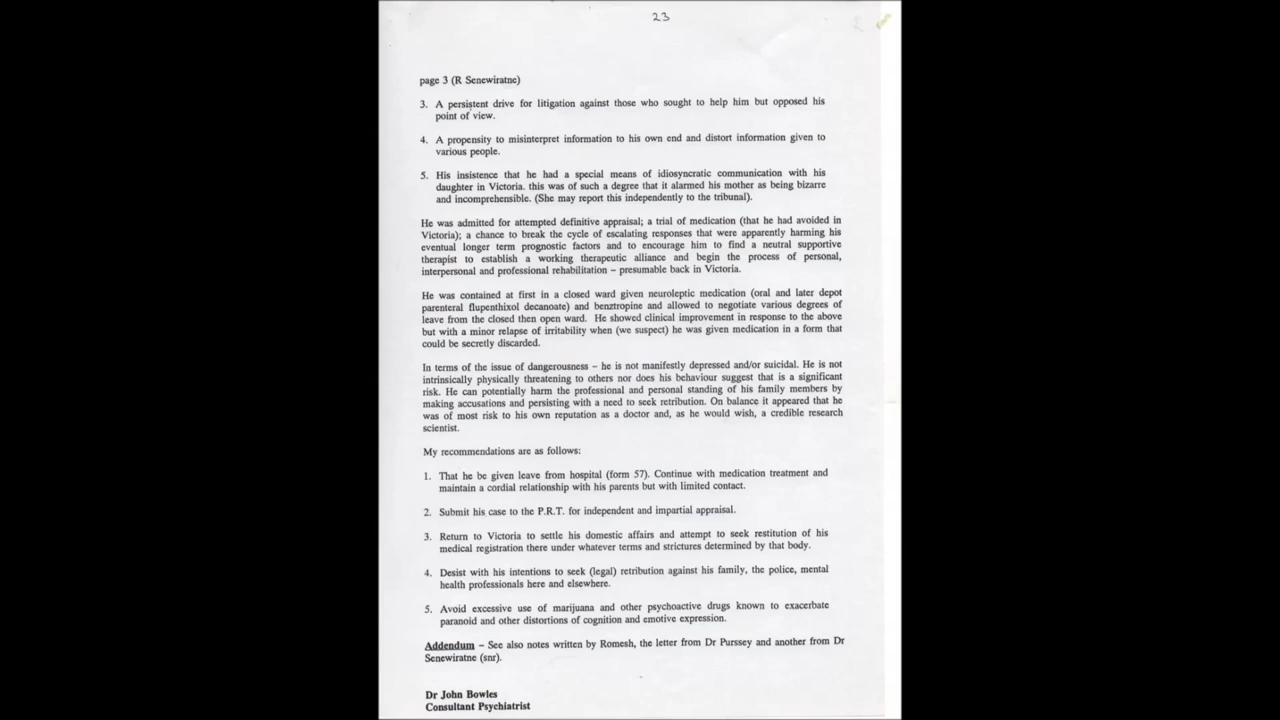 23
page 3 (R Senewiratne)
3. A persistent drive for litigation against those who sought to help him but opposed his
point of view.
4. A propensity to misinterpret information to his own end and distort information given to
various people.
5. His insistence that he had a special means of idiosyncratic communication with his
daughter in Victoria. this was of such a degree that it alarmed his mother as being bizarre
and incomprehensible. (She may report this independently to the tribunal).
He was admitted for attempted definitive appraisal; a trial of medication (that he had avoided in
Victoria); a chance to break the cycle of escalating responses that were apparently harming his
eventual longer term prognostic factors and to encourage him to find a neutral supportive
therapist to establish a working therapeutic alliance and begin the process of personal,
interpersonal and professional rehabilitation – presumable back in Victoria.
He was contained at first in a closed ward given neuroleptic medication (oral and later depot
parenteral flupenthixol decanoate) and benztropine and allowed to negotiate various degrees of
leave from the closed then open ward. He showed clinical improvement in response to the above
but with a minor relapse of irritability when (we suspect) he was given medication in a form that
could be secretly discarded.
In terms of the issue of dangerousness – he is not manifestly depressed and/or suicidal. He is not
intrinsically physically threatening to others nor does his behaviour suggest that is a significant
risk. He can potentially harm the professional and personal standing of his family members by
making accusations and persisting with a need to seek retribution. On balance it appeared that he
was of most risk to his own reputation as a doctor and, as he would wish, a credible research
scientist.
My recommendations are as follows:
1. That he be given leave from hospital (form 57). Continue with medication treatment and
maintain a cordial relationship with his parents but with limited contact.
2. Submit his case to the P.R.T. for independent and impartial appraisal.
3. Return to Victoria to settle his domestic affairs and attempt to seek restitution of his
medical registration there under whatever terms and strictures determined by that body.
4. Desist with his intentions to seek (legal) retribution against his family, the police, mental
health professionals here and elsewhere.
5. Avoid excessive use of marijuana and other psychoactive drugs known to exacerbate
paranoid and other distortions of cognition and emotive expression.
Addendum – See also notes written by Romesh, the letter from Dr Purssey and another from Dr
Senewiratne (snr).
Dr John Bowles
Consultant Psychiatrist